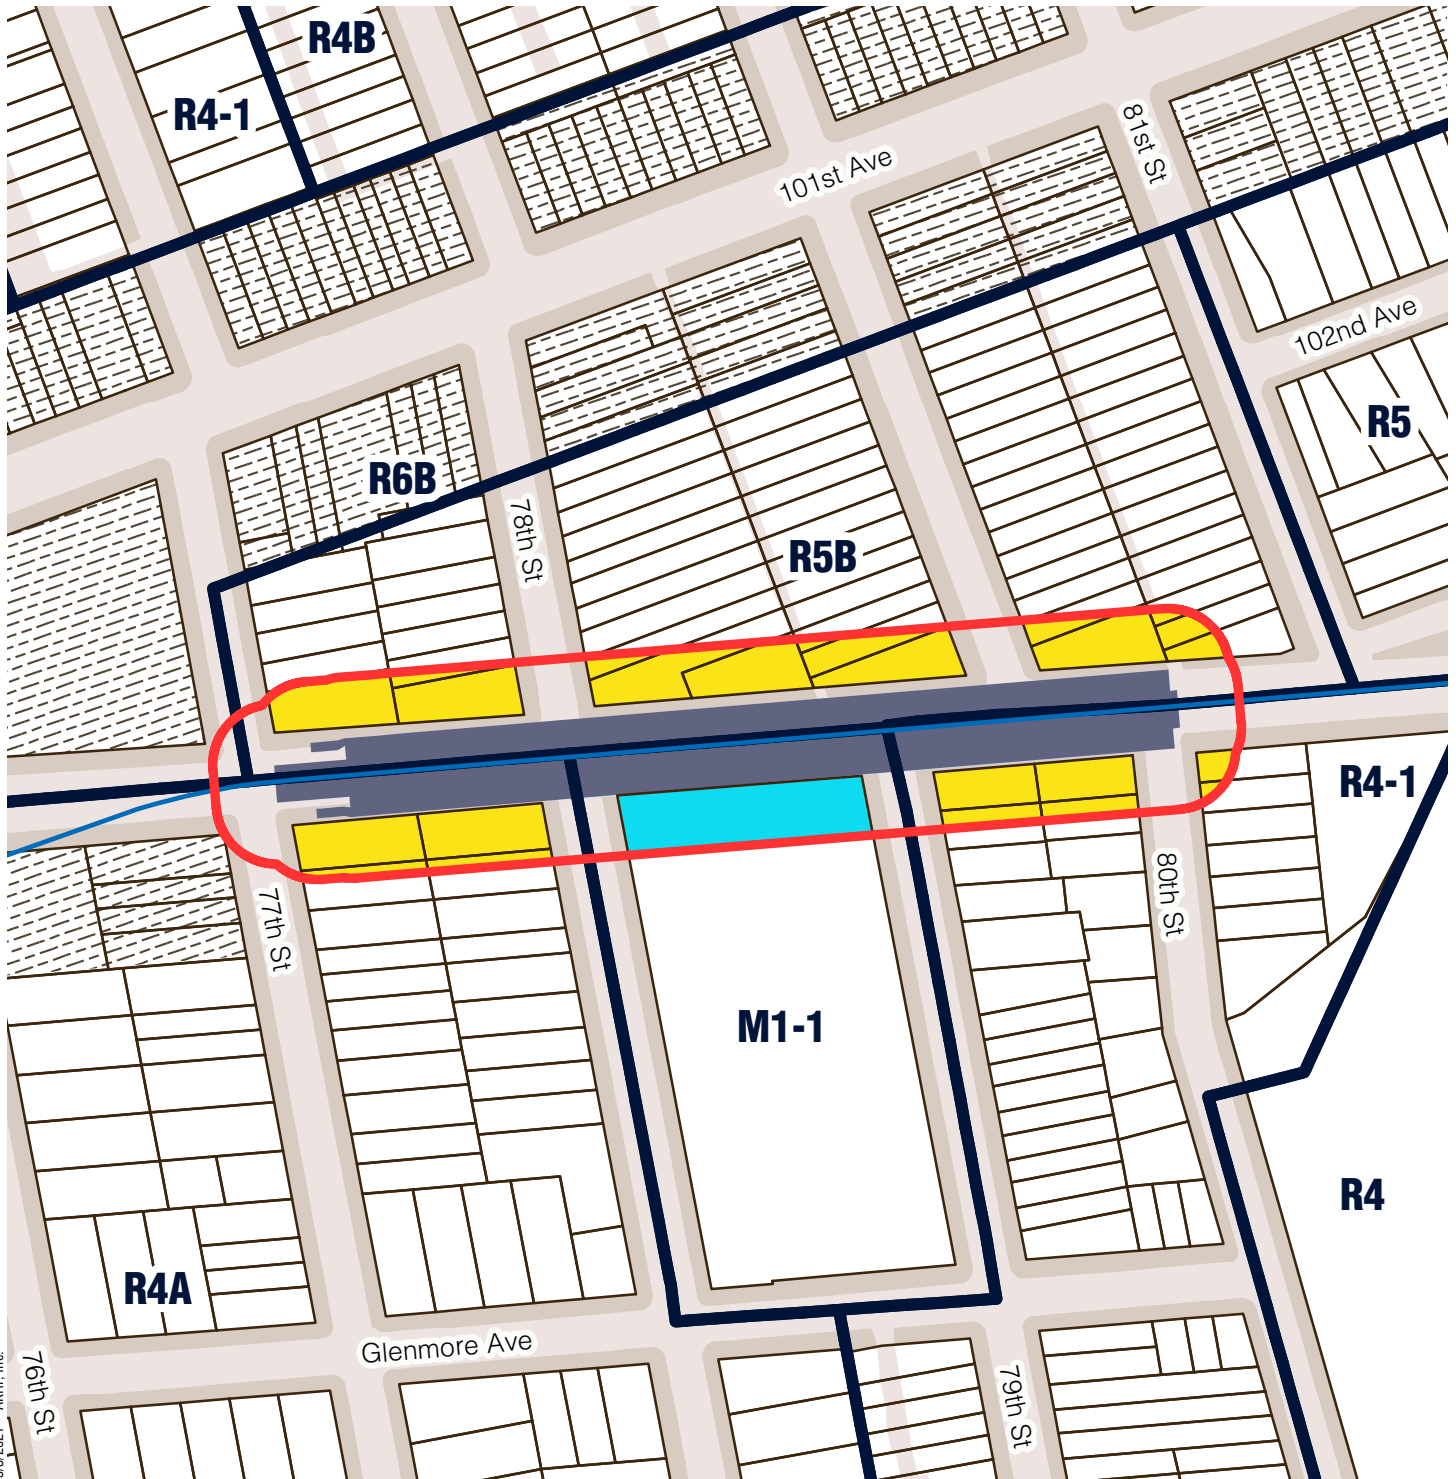 R4B
R4-1
81st St
101st Ave
102nd Ave
R5
R6B
78th St
R5B
R4-1
80th St
77th St
M1-1
R4
R4A
Glenmore Ave
76th St
79th St